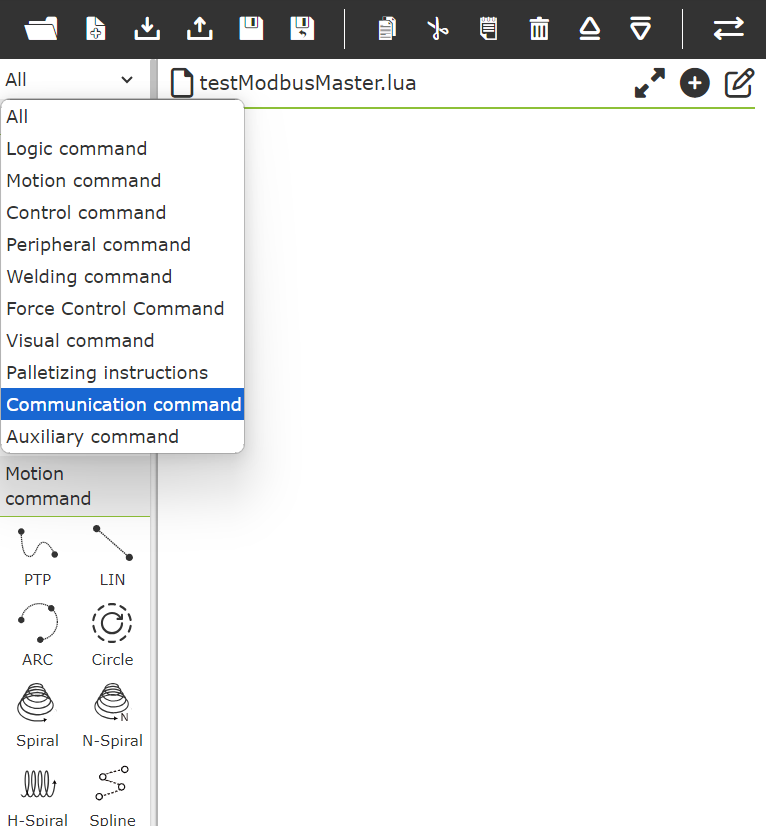 All
testModbusMaster.lua
All
Logic command
Motion command
Control command
Peripheral command
Welding command
Force Control Command
Visual command
Palletizing instructions
Communication command
Auxiliary command
Motion
command
PTP
LIN
ARC
Circle
N
Spiral
N-Spiral
H-Spiral
Spline